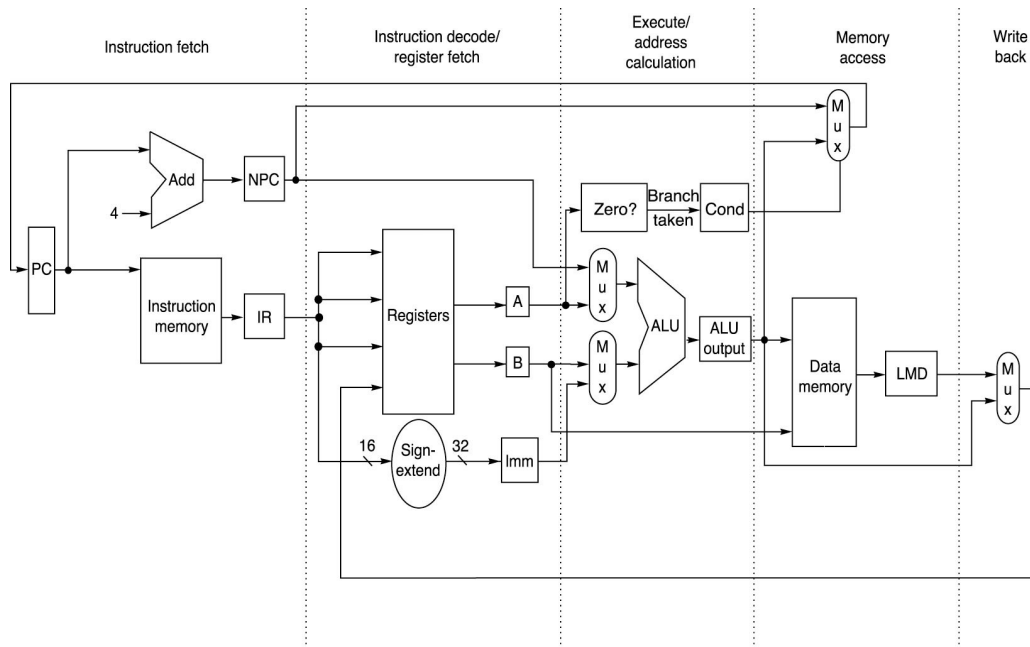 Instruction fetch
Instruction decode/
register fetch
Execute/
address
calculation
Memory
access
Write
back
M
u
x
Add
NPC
4
Zero?
Branch
taken
Cond
PC
Instruction
memory
IR
Registers
A
B
M
u
x
M
u
x
ALU
ALU
output
Data
memory
LMD
M
u
x
16
Sign-
extend
32
Imm